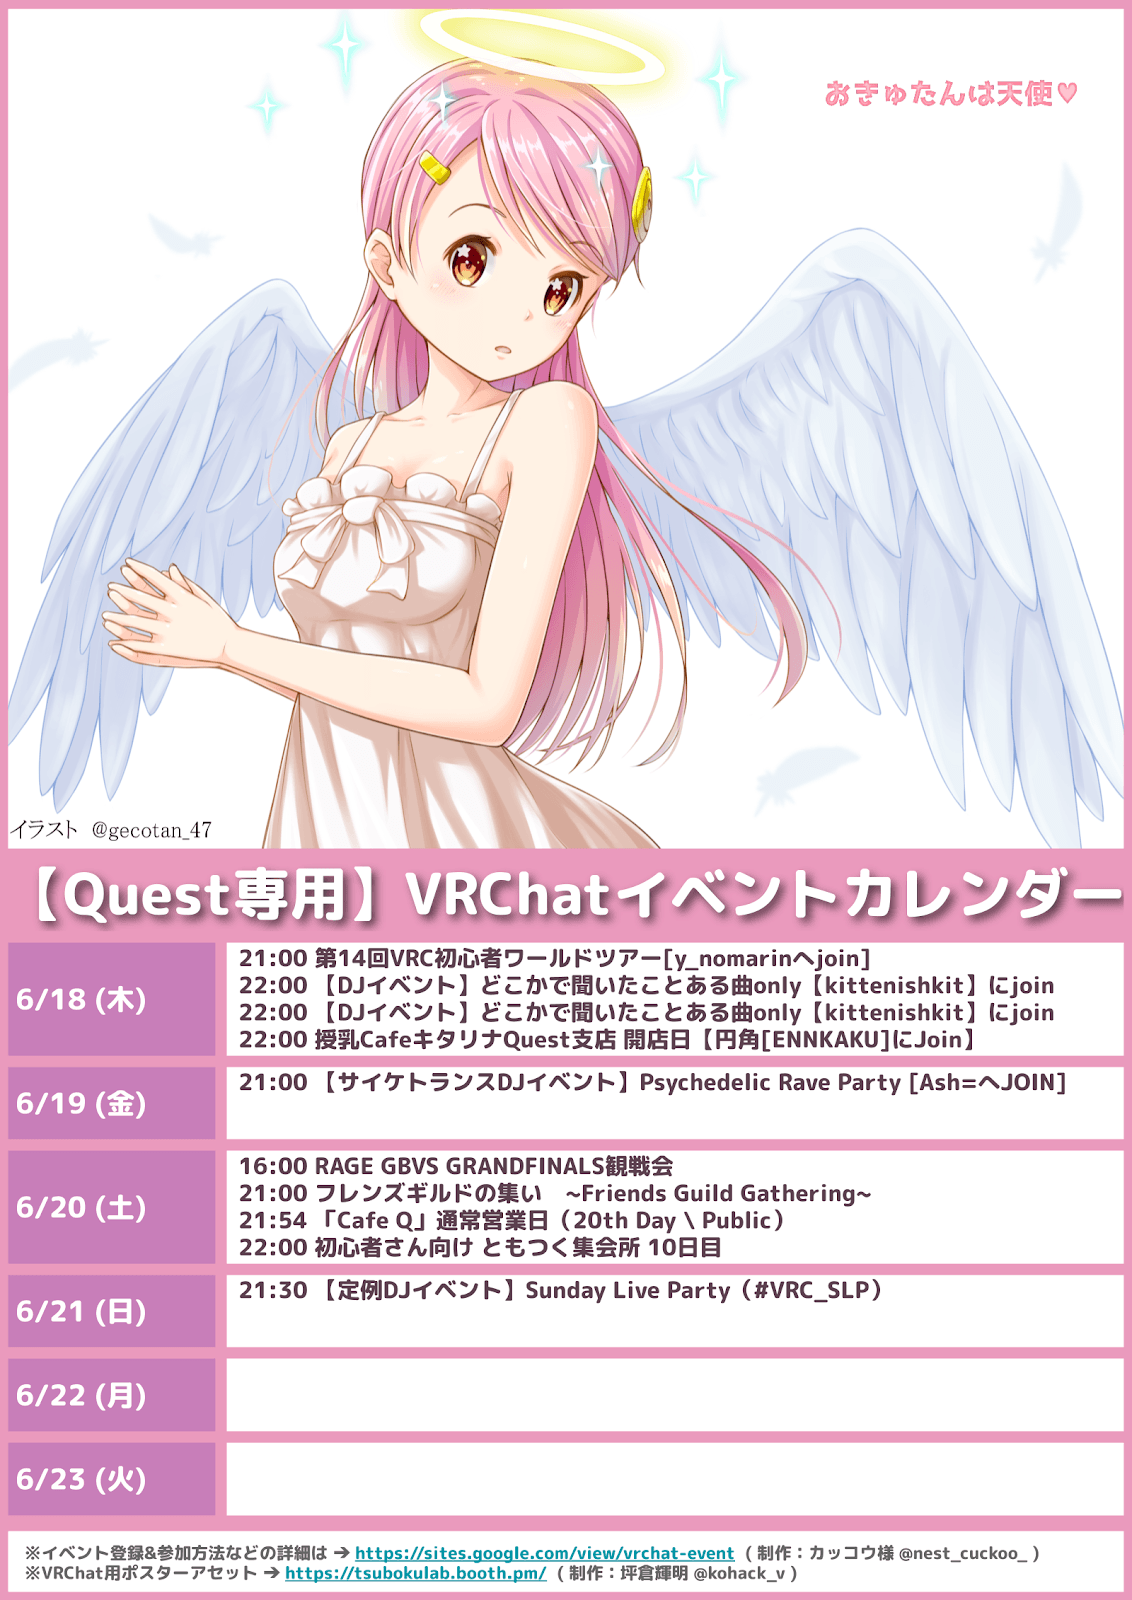 おきゅたんは天使♥
イラスト @gecotan_47
【Quest専用】VRChatイベントカレンダー
6/18 (木)
21:00 第14回VRC初心者ワールドツアー[y_nomarinへjoin]
22:00 【DJイベント】どこかで聞いたことある曲only【kittenishkit】にjoin
22:00 【DJイベント】どこかで聞いたことある曲only【kittenishkit】にjoin
22:00 授乳CafeキタリナQuest支店 開店日【円角[ENNKAKU]にJoin】
6/19 (金)
21:00 【サイケトランスDJイベント】Psychedelic Rave Party [Ash=へJOIN]
6/20 (土)
16:00 RAGE GBVS GRANDFINALS観戦会
21:00 フレンズギルドの集い　~Friends Guild Gathering~
21:54 「Cafe Q」通常営業日（20th Day \ Public）
22:00 初心者さん向け ともつく集会所 10日目
6/21 (日)
21:30 【定例DJイベント】Sunday Live Party（#VRC_SLP）
6/22 (月)
6/23 (火)
※イベント登録&参加方法などの詳細は ➔ https://sites.google.com/view/vrchat-event （制作：カッコウ様 @nest_cuckoo_ ）
※VRChat用ポスターアセット ➔ https://tsubokulab.booth.pm/ （制作：坪倉輝明 @kohack_v ）